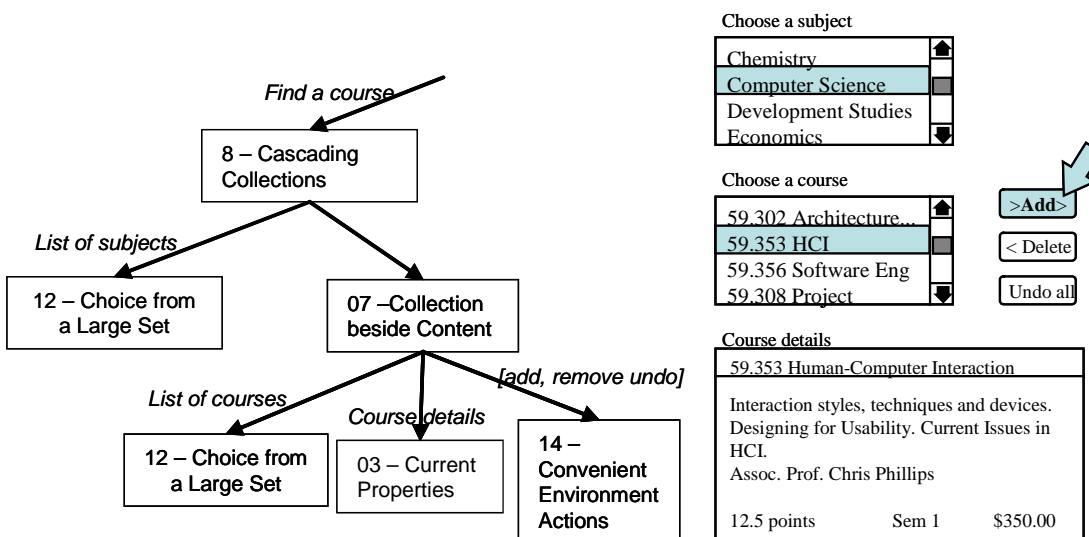 Find a course
8 – Cascading
Collections
List of subjects
12 – Choice from
a Large Set
07 –Collection
beside Content
[add, remove undo]
List of courses
Course details
12 – Choice from
a Large Set
03 – Current
Properties
14 –
Convenient
Environment
Actions
Choose a subject
Chemistry
Computer Science
Development Studies
Economics
Choose a course
59.302 Architecture...
59.353 HCI
59.356 Software Eng
59.308 Project
>Add>
< Delete
Undo all
Course details
59.353 Human-Computer Interaction
Interaction styles, techniques and devices.
Designing for Usability. Current Issues in
HCI.
Assoc. Prof. Chris Phillips
12.5 points Sem 1 $350.00